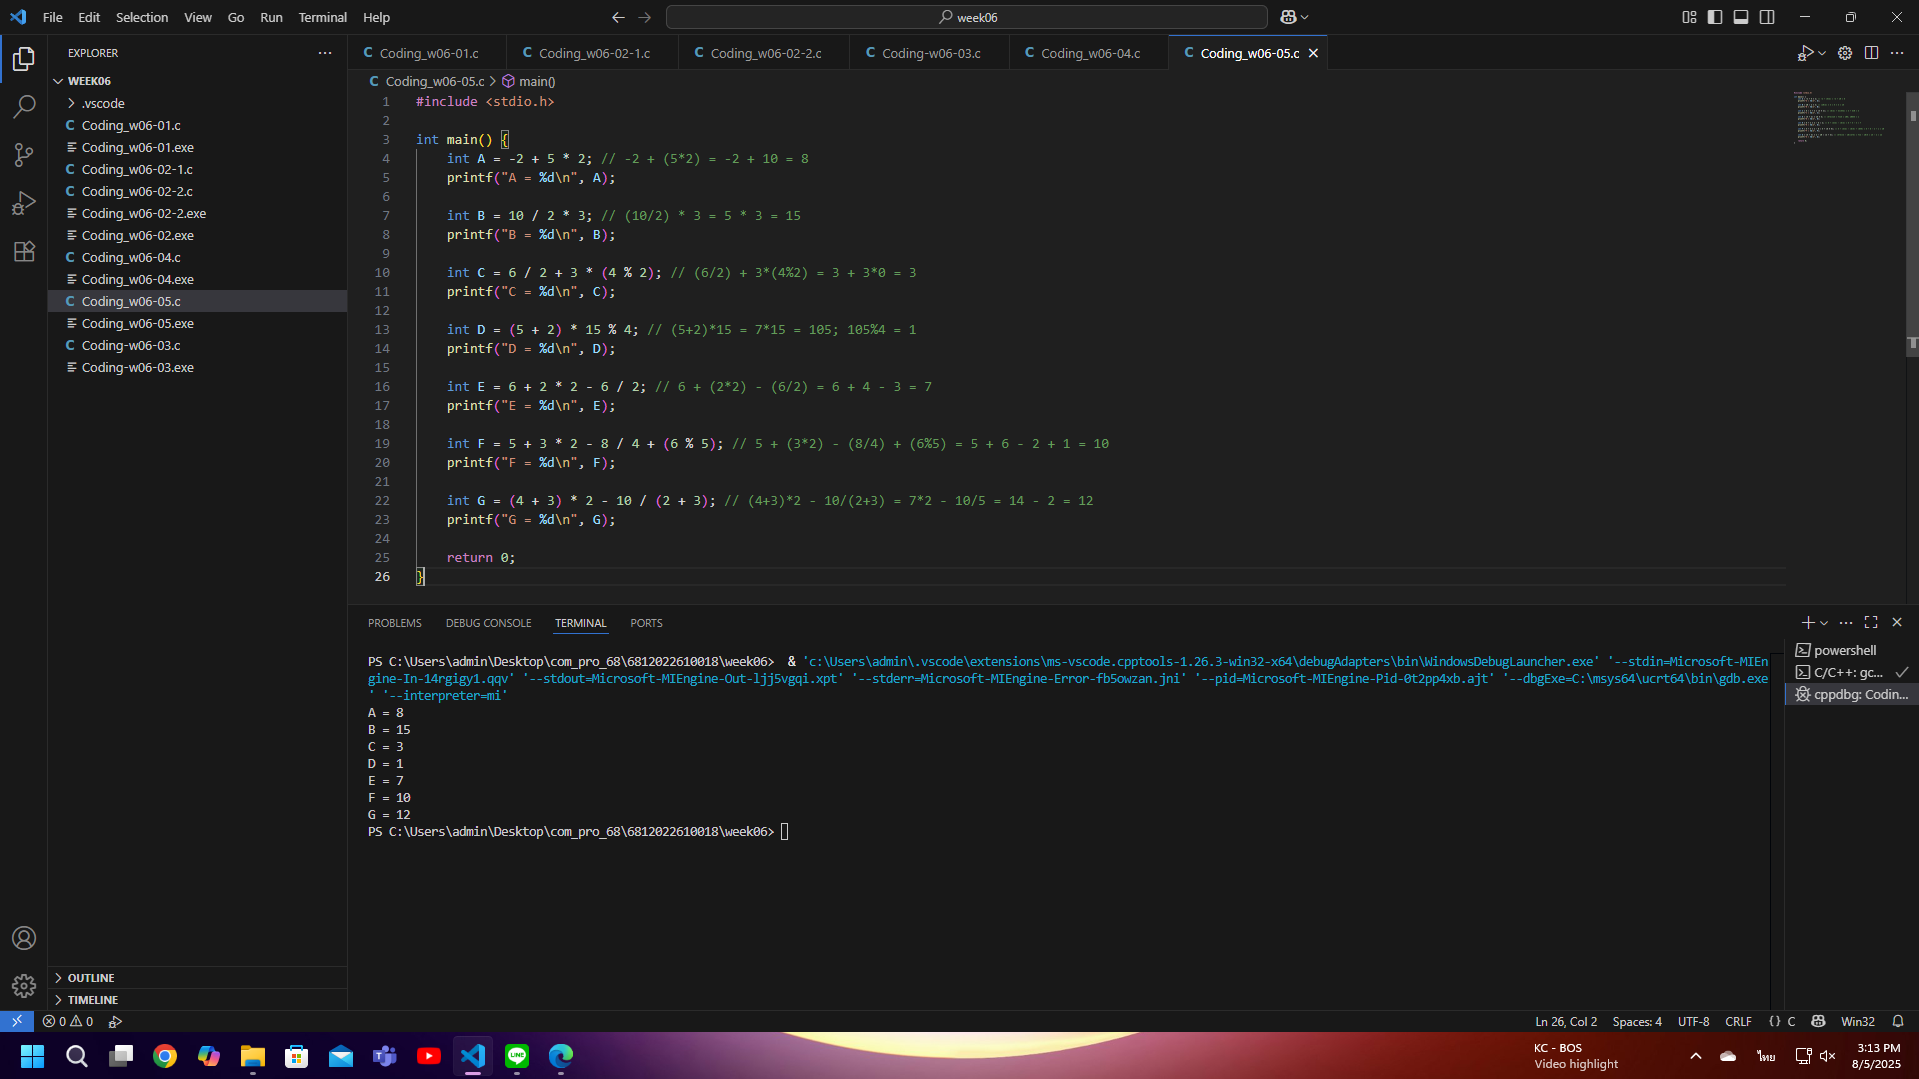 File Edit Selection View Go Run Terminal Help
week06
EXPLORER
WEEK06
.vscode
Coding_w06-01.c
Coding_w06-01.exe
Coding_w06-02-1.c
Coding_w06-02-2.c
Coding_w06-02-2.exe
Coding_w06-02.exe
Coding_w06-04.c
Coding_w06-04.exe
Coding_w06-05.c
Coding_w06-05.exe
Coding-w06-03.c
Coding-w06-03.exe
OUTLINE
TIMELINE
C Coding_w06-01.c C Coding_w06-02-1.c C Coding_w06-02-2.c C Coding-w06-03.c C Coding_w06-04.c C Coding_w06-05.c
C Coding_w06-05.c > main()
1 #include <stdio.h>
2
3 int main() {
4 int A = -2 + 5 * 2; // -2 + (5*2) = -2 + 10 = 8
5 printf("A = %d\n", A);
6
7 int B = 10 / 2 * 3; // (10/2) * 3 = 5 * 3 = 15
8 printf("B = %d\n", B);
9
10 int C = 6 / 2 + 3 * (4 % 2); // (6/2) + 3*(4%2) = 3 + 3*0 = 3
11 printf("C = %d\n", C);
12
13 int D = (5 + 2) * 15 % 4; // (5+2)*15 = 7*15 = 105; 105%4 = 1
14 printf("D = %d\n", D);
15
16 int E = 6 + 2 * 2 - 6 / 2; // 6 + (2*2) - (6/2) = 6 + 4 - 3 = 7
17 printf("E = %d\n", E);
18
19 int F = 5 + 3 * 2 - 8 / 4 + (6 % 5); // 5 + (3*2) - (8/4) + (6%5) = 5 + 6 - 2 + 1 = 10
20 printf("F = %d\n", F);
21
22 int G = (4 + 3) * 2 - 10 / (2 + 3); // (4+3)*2 - 10/(2+3) = 7*2 - 10/5 = 14 - 2 = 12
23 printf("G = %d\n", G);
24
25 return 0;
26 }
PROBLEMS DEBUG CONSOLE TERMINAL PORTS
PS C:\Users\admin\Desktop\com_pro_68\6812022610018\week06> & 'c:\Users\admin\.vscode\extensions\ms-vscode.cpptools-1.26.3-win32-x64\debugAdapters\bin\WindowsDebugLauncher.exe' '--stdin=Microsoft-MIEn
gine-In-14rgigy1.qqv' '--stdout=Microsoft-MIEngine-Out-ljj5vgqi.xpt' '--stderr=Microsoft-MIEngine-Error-fb5owzan.jni' '--pid=Microsoft-MIEngine-Pid-0t2pp4xb.ajt' '--dbgExe=C:\msys64\ucrt64\bin\gdb.exe
' '--interpreter=mi'
A = 8
B = 15
C = 3
D = 1
E = 7
F = 10
G = 12
PS C:\Users\admin\Desktop\com_pro_68\6812022610018\week06>
powershell
C/C++: gc...
cppdbg: Codin...
0 0
Ln 26, Col 2 Spaces: 4 UTF-8 CRLF {} C Win32
KC - BOS
Video highlight
ไทย
3:13 PM
8/5/2025